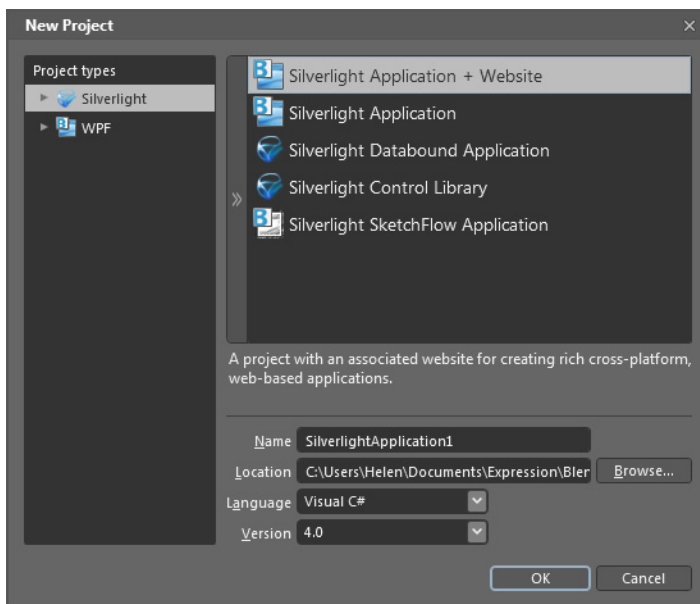 New Project
Project types
Silverlight
WPF
Silverlight Application + Website
Silverlight Application
Silverlight Databound Application
Silverlight Control Library
Silverlight SketchFlow Application
A project with an associated website for creating rich cross-platform,
web-based applications.
Name SilverlightApplication1
Location C:\Users\Helen\Documents\Expression\Blen Browse...
Language Visual C#
Version 4.0
OK Cancel